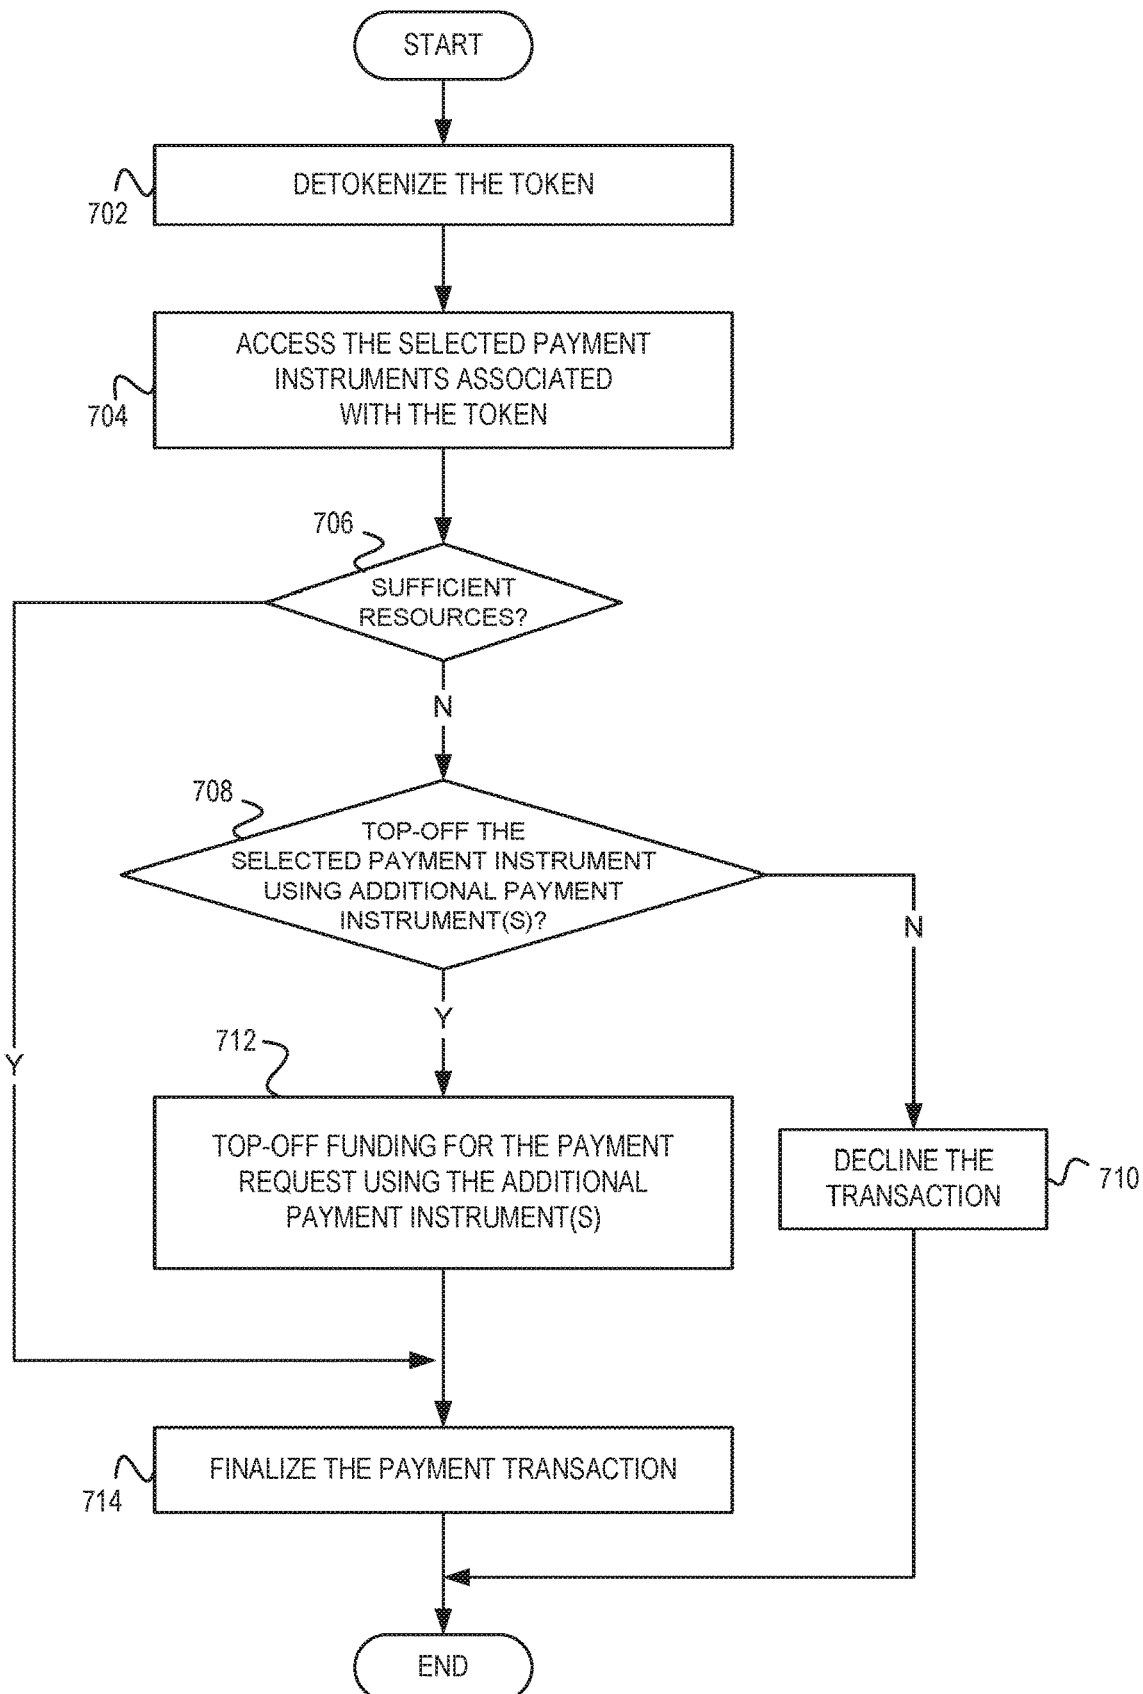 START
DETOKENIZE THE TOKEN
702
ACCESS THE SELECTED PAYMENT
INSTRUMENTS ASSOCIATED
WITH THE TOKEN
704
706
SUFFICIENT
RESOURCES?
N
708
TOP-OFF THE
SELECTED PAYMENT INSTRUMENT
USING ADDITIONAL PAYMENT
INSTRUMENT(S)?
N
Y
712
Y
TOP-OFF FUNDING FOR THE PAYMENT
REQUEST USING THE ADDITIONAL
PAYMENT INSTRUMENT(S)
DECLINE THE
TRANSACTION
710
FINALIZE THE PAYMENT TRANSACTION
714
END